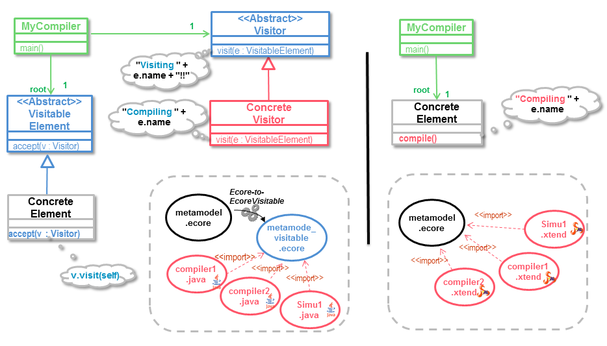 MyCompiler
main()
1
root
1
<<Abstract>>
Visitor
visit(e : VisitableElement)
"Visiting " +
e.name + "!!"
<<Abstract>>
Visitable
Element
accept(v : Visitor)
"Compiling " +
e.name
Concrete
Visitor
visit(e : VisitableElement)
Concrete
Element
accept(v : Visitor)
v.visit(self)
Ecore-to-
EcoreVisitable
metamodel
.ecore
metamode_
visitable
.ecore
<<import>>
<<import>>
<<import>>
compiler1
.java
compiler2
.java
Simu1
.java
MyCompiler
main()
root
1
Concrete
Element
compile()
"Compiling" +
e.name
metamodel
.ecore
<<import>>
<<import>>
<<import>>
Simu1
.xtend
compiler1
.xtend
compiler2
.xtend